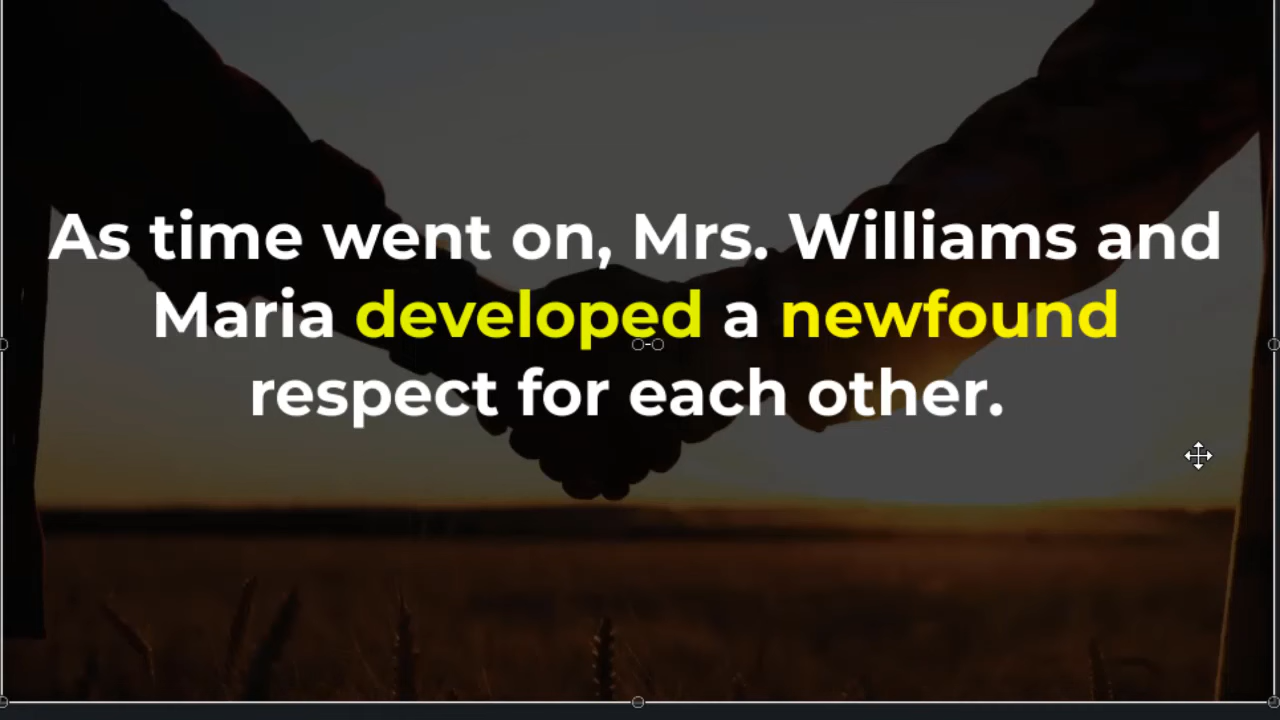 As time went on, Mrs. Williams and
Maria developed a newfound
respect for each other.